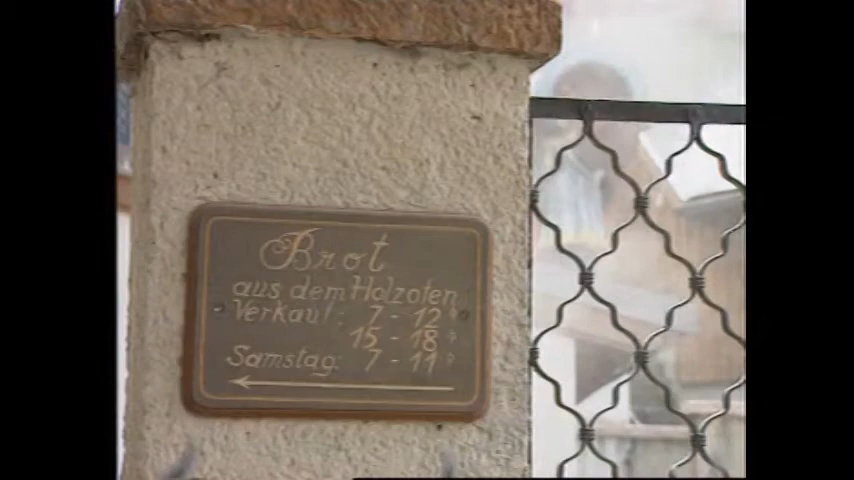 Brot
aus dem Holzofen
Verkauf: 7 - 12 h
15 - 18 h
Samstag: 7 - 11 h